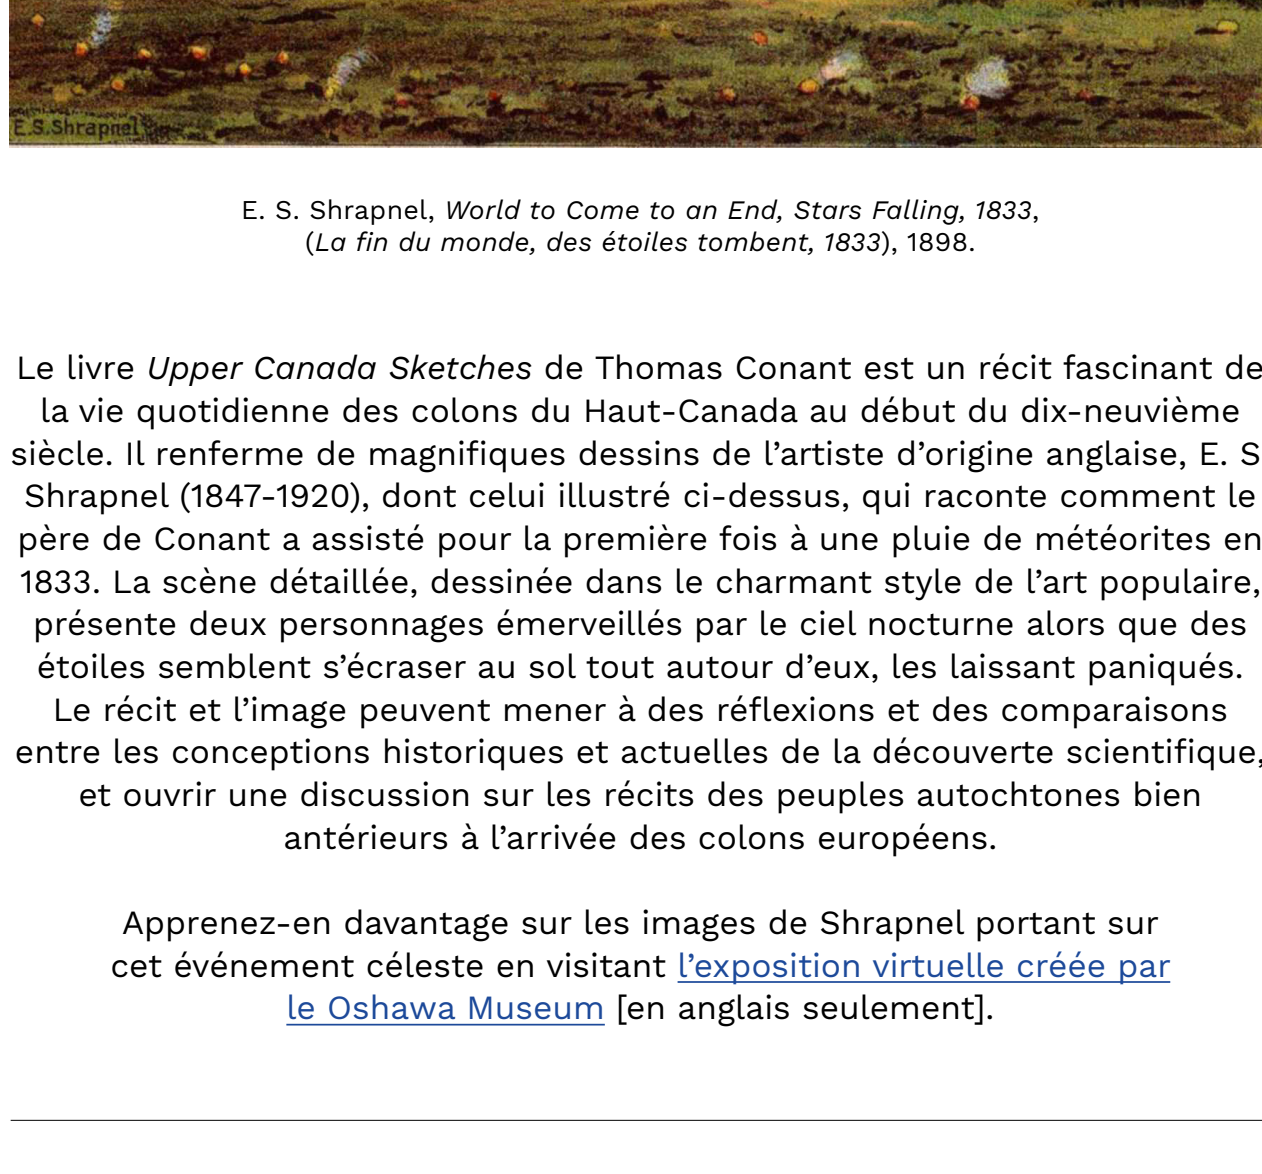 E.S.Shrapnel
E. S. Shrapnel, World to Come to an End, Stars Falling, 1833,
(La fin du monde, des étoiles tombent, 1833), 1898.
Le livre Upper Canada Sketches de Thomas Conant est un récit fascinant de
la vie quotidienne des colons du Haut-Canada au début du dix-neuvième
siècle. Il renferme de magnifiques dessins de l’artiste d’origine anglaise, E. S
Shrapnel (1847-1920), dont celui illustré ci-dessus, qui raconte comment le
père de Conant a assisté pour la première fois à une pluie de météorites en
1833. La scène détaillée, dessinée dans le charmant style de l’art populaire,
présente deux personnages émerveillés par le ciel nocturne alors que des
étoiles semblent s’écraser au sol tout autour d’eux, les laissant paniqués.
Le récit et l’image peuvent mener à des réflexions et des comparaisons
entre les conceptions historiques et actuelles de la découverte scientifique,
et ouvrir une discussion sur les récits des peuples autochtones bien
antérieurs à l’arrivée des colons européens.
Apprenez-en davantage sur les images de Shrapnel portant sur
cet événement céleste en visitant l’exposition virtuelle créée par
le Oshawa Museum [en anglais seulement].